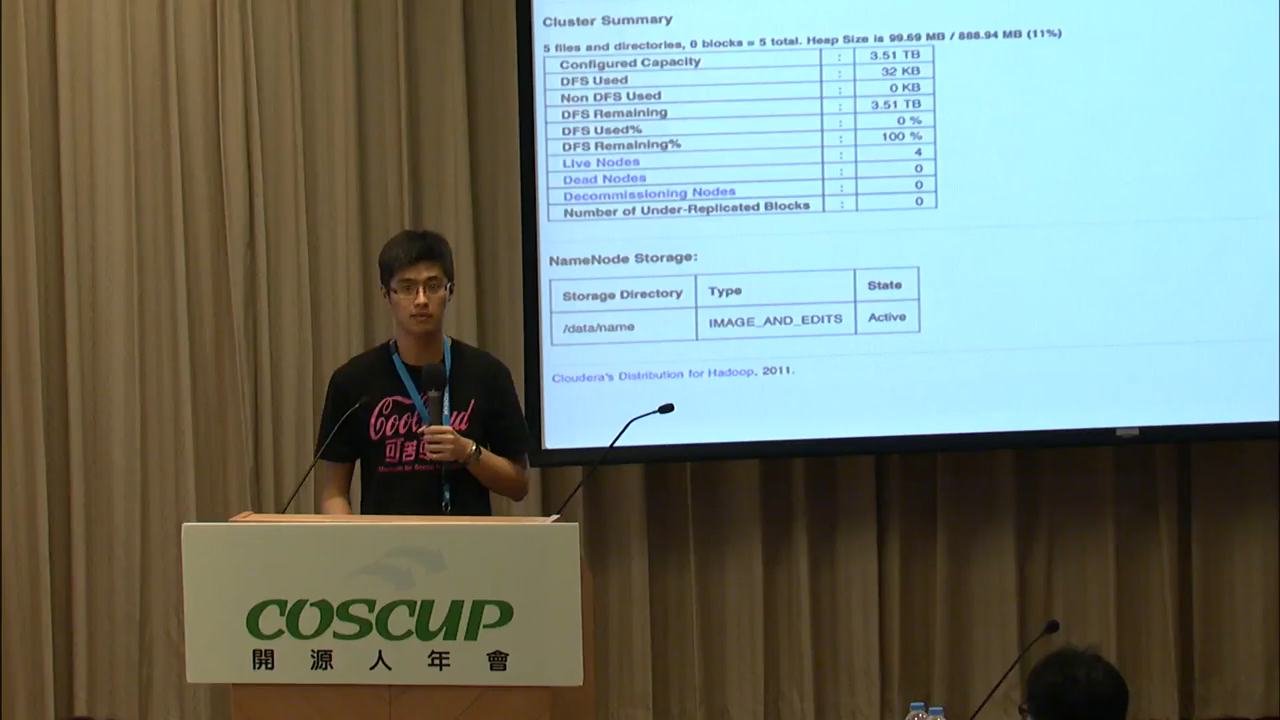 Cluster Summary
5 files and directories, 0 blocks = 5 total. Heap Size is 99.69 MB / 888.94 MB (11%)
Configured Capacity : 3.51 TB
DFS Used : 32 KB
Non DFS Used : 0 KB
DFS Remaining : 3.51 TB
DFS Used% : 0 %
DFS Remaining% : 100 %
Live Nodes : 4
Dead Nodes : 0
Decommissioning Nodes : 0
Number of Under-Replicated Blocks : 0
NameNode Storage:
Storage Directory Type State
/data/name IMAGE_AND_EDITS Active
Cloudera's Distribution for Hadoop, 2011.
可苦
COSCUP
開源人年會